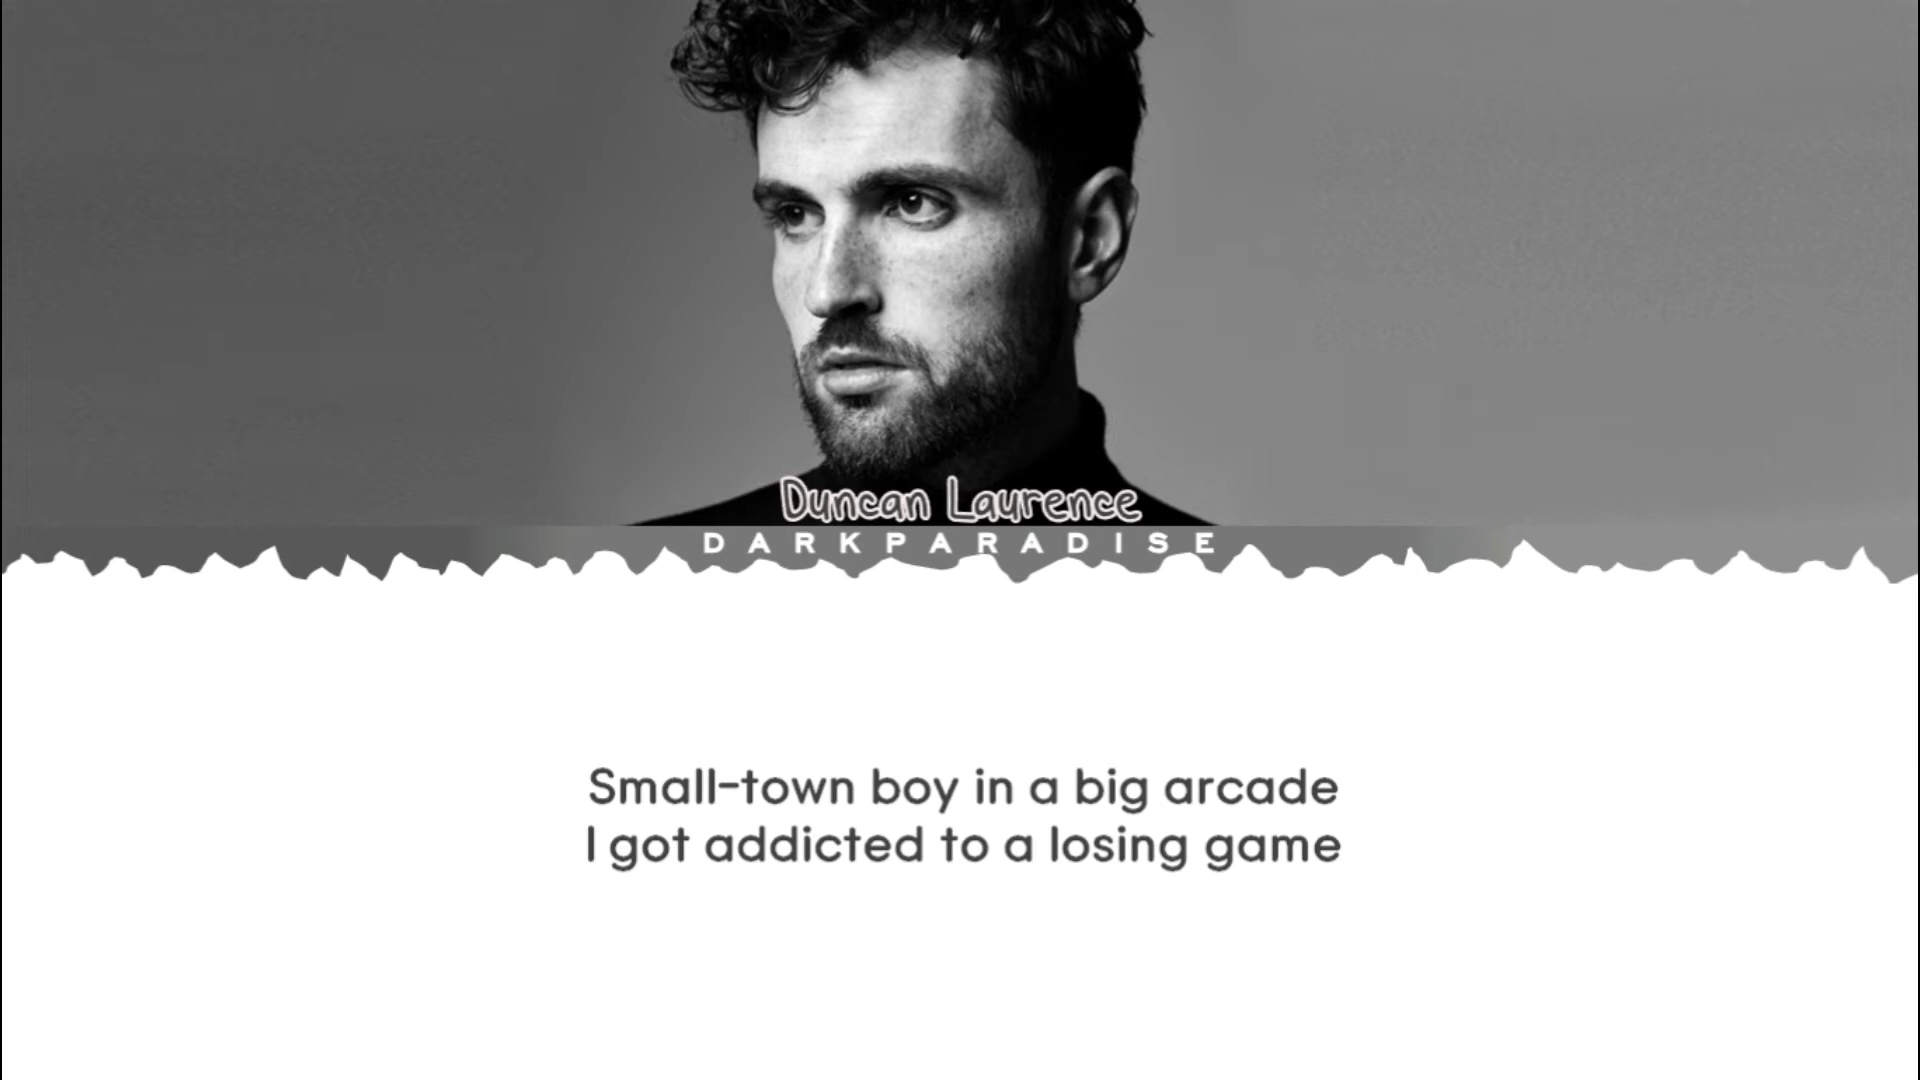 Duncan Laurence
DARKPARADISE
Small-town boy in a big arcade
I got addicted to a losing game